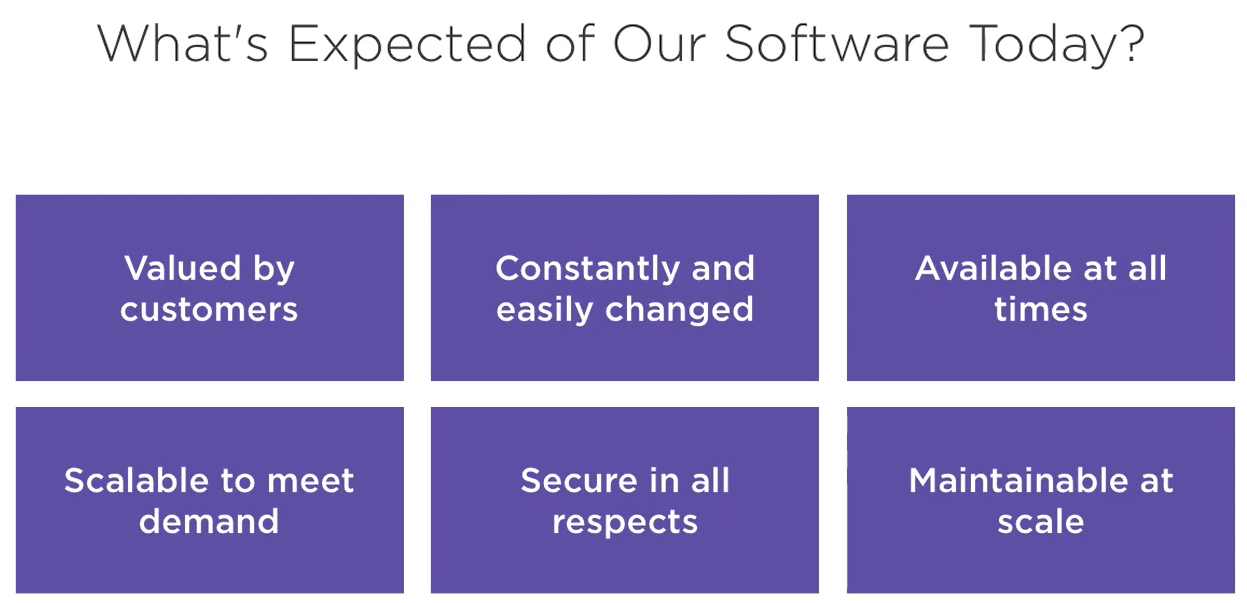 What's Expected of Our Software Today?
Valued by
customers
Constantly and
easily changed
Available at all
times
Scalable to meet
demand
Secure in all
respects
Maintainable at
scale